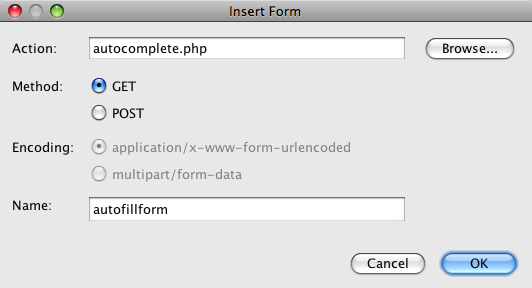 Insert Form
Action: autocomplete.php Browse...
Method: GET
POST
Encoding: application/x-www-form-urlencoded
multipart/form-data
Name: autofillform
Cancel OK